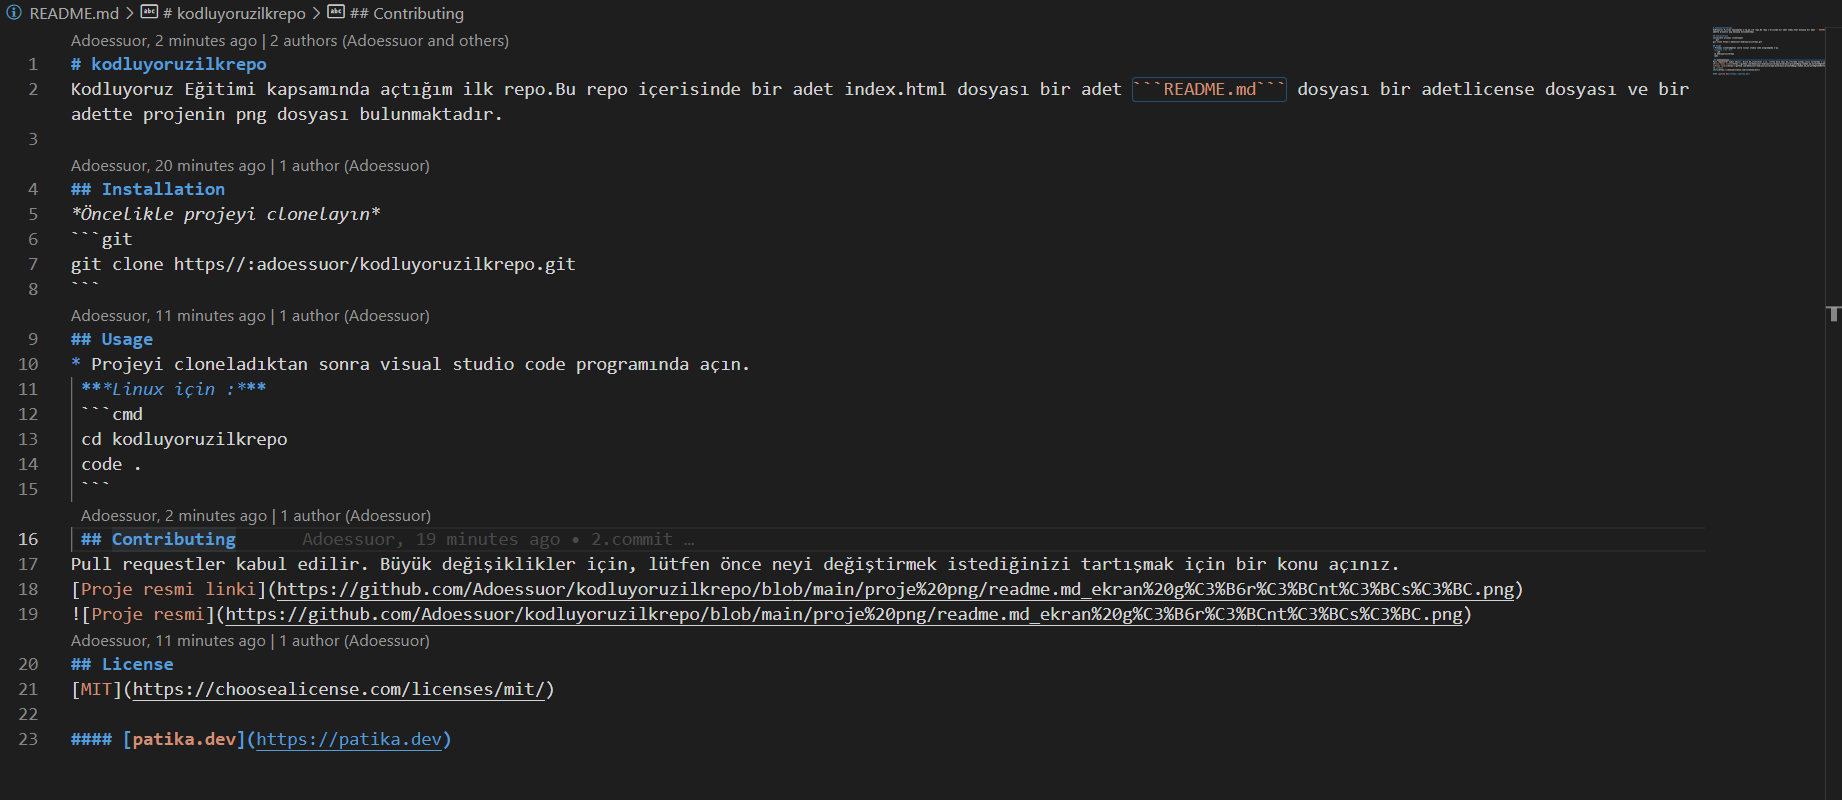 README.md > # kodluyoruzilkrepo > ## Contributing
Adoessuor, 2 minutes ago | 2 authors (Adoessuor and others)
1 # kodluyoruzilkrepo
2 Kodluyoruz Eğitimi kapsamında açtığım ilk repo.Bu repo içerisinde bir adet index.html dosyası bir adet ```README.md``` dosyası bir adetlicense dosyası ve bir
adette projenin png dosyası bulunmaktadır.
3
Adoessuor, 20 minutes ago | 1 author (Adoessuor)
4 ## Installation
5 *Öncelikle projeyi clonelayın*
6 ```git
7 git clone https//:adoessuor/kodluyoruzilkrepo.git
8 ```
Adoessuor, 11 minutes ago | 1 author (Adoessuor)
9 ## Usage
10 * Projeyi cloneladıktan sonra visual studio code programında açın.
11 ***Linux için :***
12 ```cmd
13 cd kodluyoruzilkrepo
14 code .
15 ```
Adoessuor, 2 minutes ago | 1 author (Adoessuor)
16 ## Contributing Adoessuor, 19 minutes ago • 2.commit …
17 Pull requestler kabul edilir. Büyük değişiklikler için, lütfen önce neyi değiştirmek istediğinizi tartışmak için bir konu açınız.
18 [Proje resmi linki](https://github.com/Adoessuor/kodluyoruzilkrepo/blob/main/proje%20png/readme.md_ekran%20g%C3%B6r%C3%BCnt%C3%BCs%C3%BC.png)
19 ![Proje resmi](https://github.com/Adoessuor/kodluyoruzilkrepo/blob/main/proje%20png/readme.md_ekran%20g%C3%B6r%C3%BCnt%C3%BCs%C3%BC.png)
Adoessuor, 11 minutes ago | 1 author (Adoessuor)
20 ## License
21 [MIT](https://choosealicense.com/licenses/mit/)
22
23 #### [patika.dev](https://patika.dev)